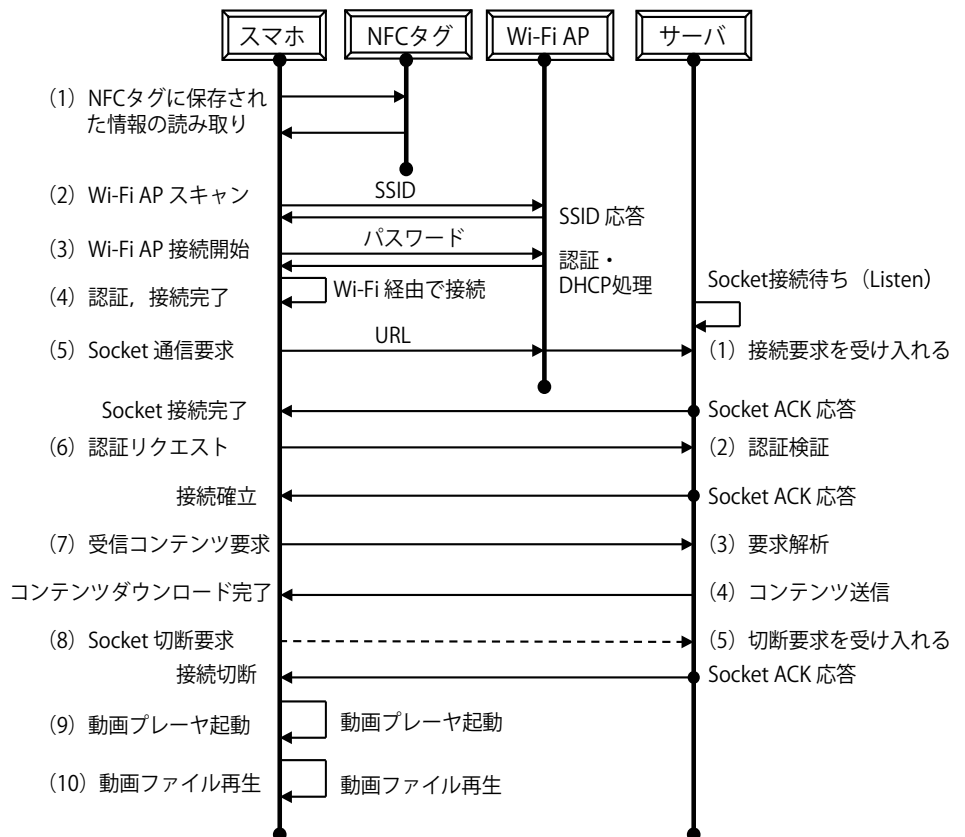 スマホ
NFCタグ
Wi-Fi AP
サーバ
（1）NFCタグに保存され
た情報の読み取り
（2）Wi-Fi AP スキャン
SSID
SSID 応答
（3）Wi-Fi AP 接続開始
パスワード
認証・
DHCP処理
（4）認証，接続完了
Wi-Fi 経由で接続
Socket接続待ち（Listen）
（5）Socket 通信要求
URL
（1）接続要求を受け入れる
Socket 接続完了
Socket ACK 応答
（6）認証リクエスト
（2）認証検証
接続確立
Socket ACK 応答
（7）受信コンテンツ要求
（3）要求解析
コンテンツダウンロード完了
（4）コンテンツ送信
（8）Socket 切断要求
（5）切断要求を受け入れる
接続切断
Socket ACK 応答
（9）動画プレーヤ起動
動画プレーヤ起動
（10）動画ファイル再生
動画ファイル再生